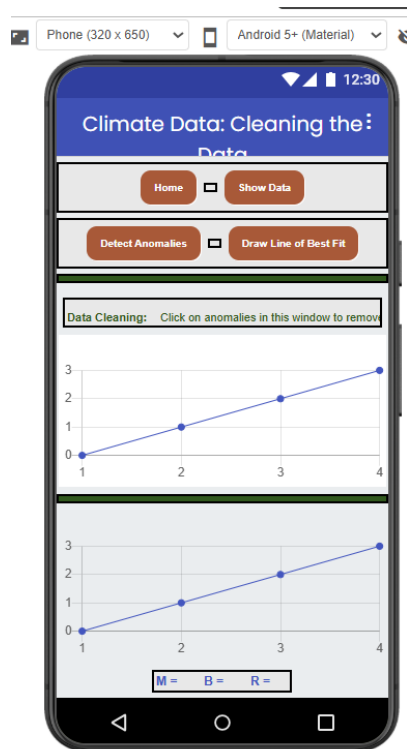 Phone (320 x 650) Android 5+ (Material)
12:30
Climate Data: Cleaning the
Data
Home Show Data
Detect Anomalies Draw Line of Best Fit
Data Cleaning: Click on anomalies in this window to remove
3
2
1
0
1 2 3 4
3
2
1
0
1 2 3 4
M = B = R =